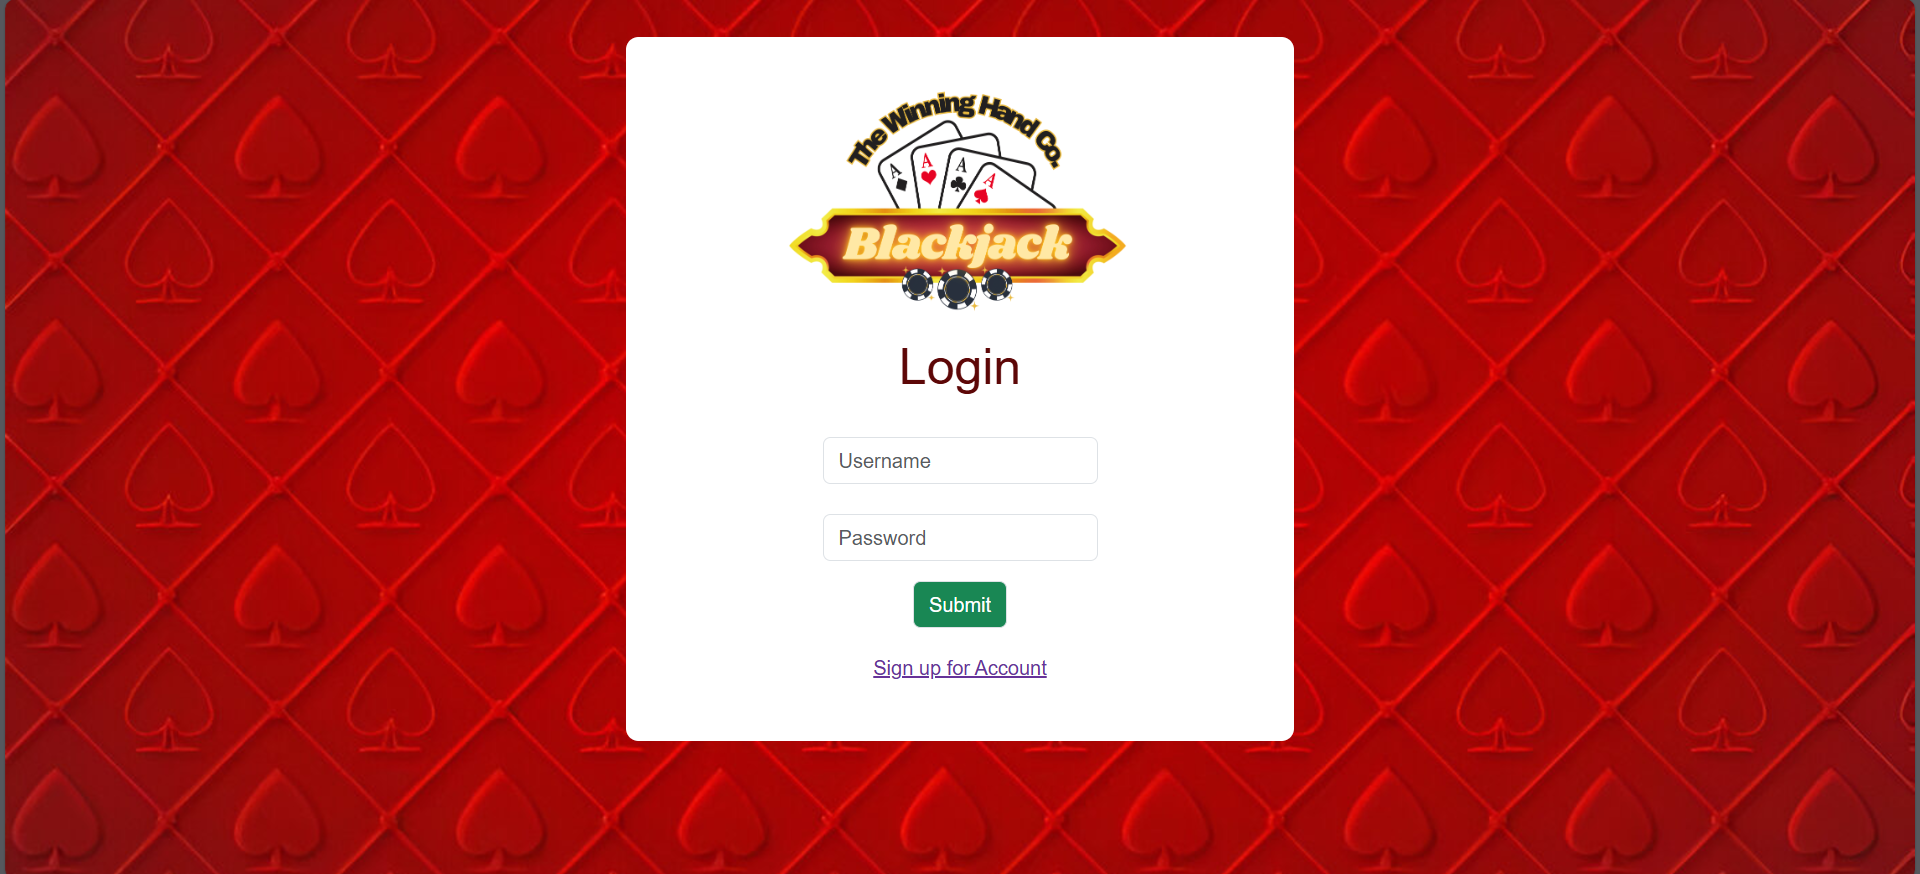 The Winning Hand Co.
A A A A
Blackjack
Login
Username
Password
Submit
Sign up for Account